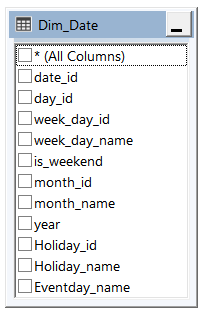 Dim_Date
* (All Columns)
date_id
day_id
week_day_id
week_day_name
is_weekend
month_id
month_name
year
Holiday_id
Holiday_name
Eventday_name